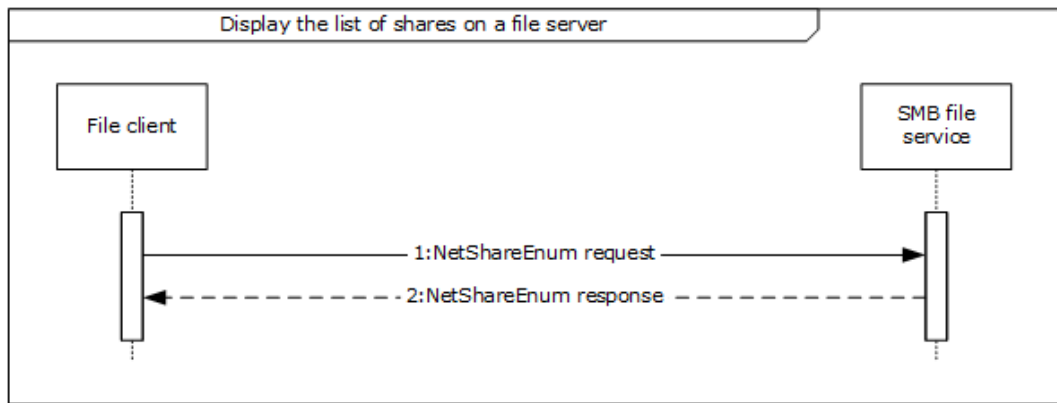 Display the list of shares on a file server
File client
SMB file
service
1:NetShareEnum request
2:NetShareEnum response